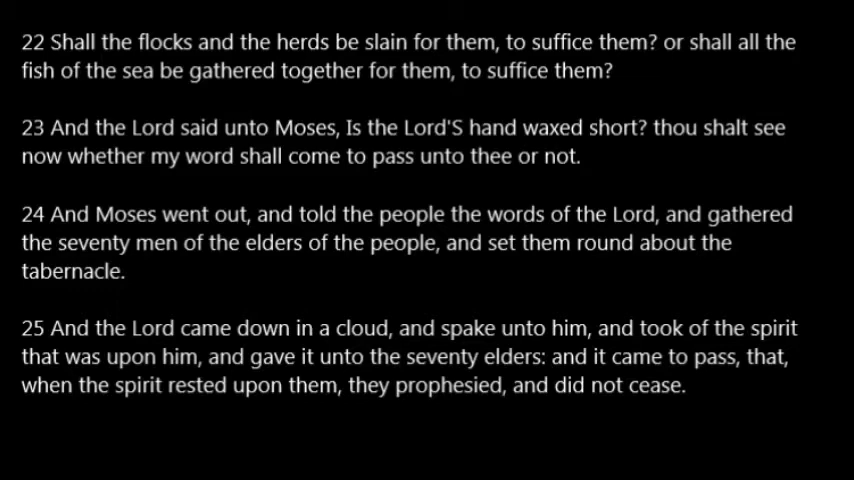 22 Shall the flocks and the herds be slain for them, to suffice them? or shall all the
fish of the sea be gathered together for them, to suffice them?
23 And the Lord said unto Moses, Is the Lord'S hand waxed short? thou shalt see
now whether my word shall come to pass unto thee or not.
24 And Moses went out, and told the people the words of the Lord, and gathered
the seventy men of the elders of the people, and set them round about the
tabernacle.
25 And the Lord came down in a cloud, and spake unto him, and took of the spirit
that was upon him, and gave it unto the seventy elders: and it came to pass, that,
when the spirit rested upon them, they prophesied, and did not cease.